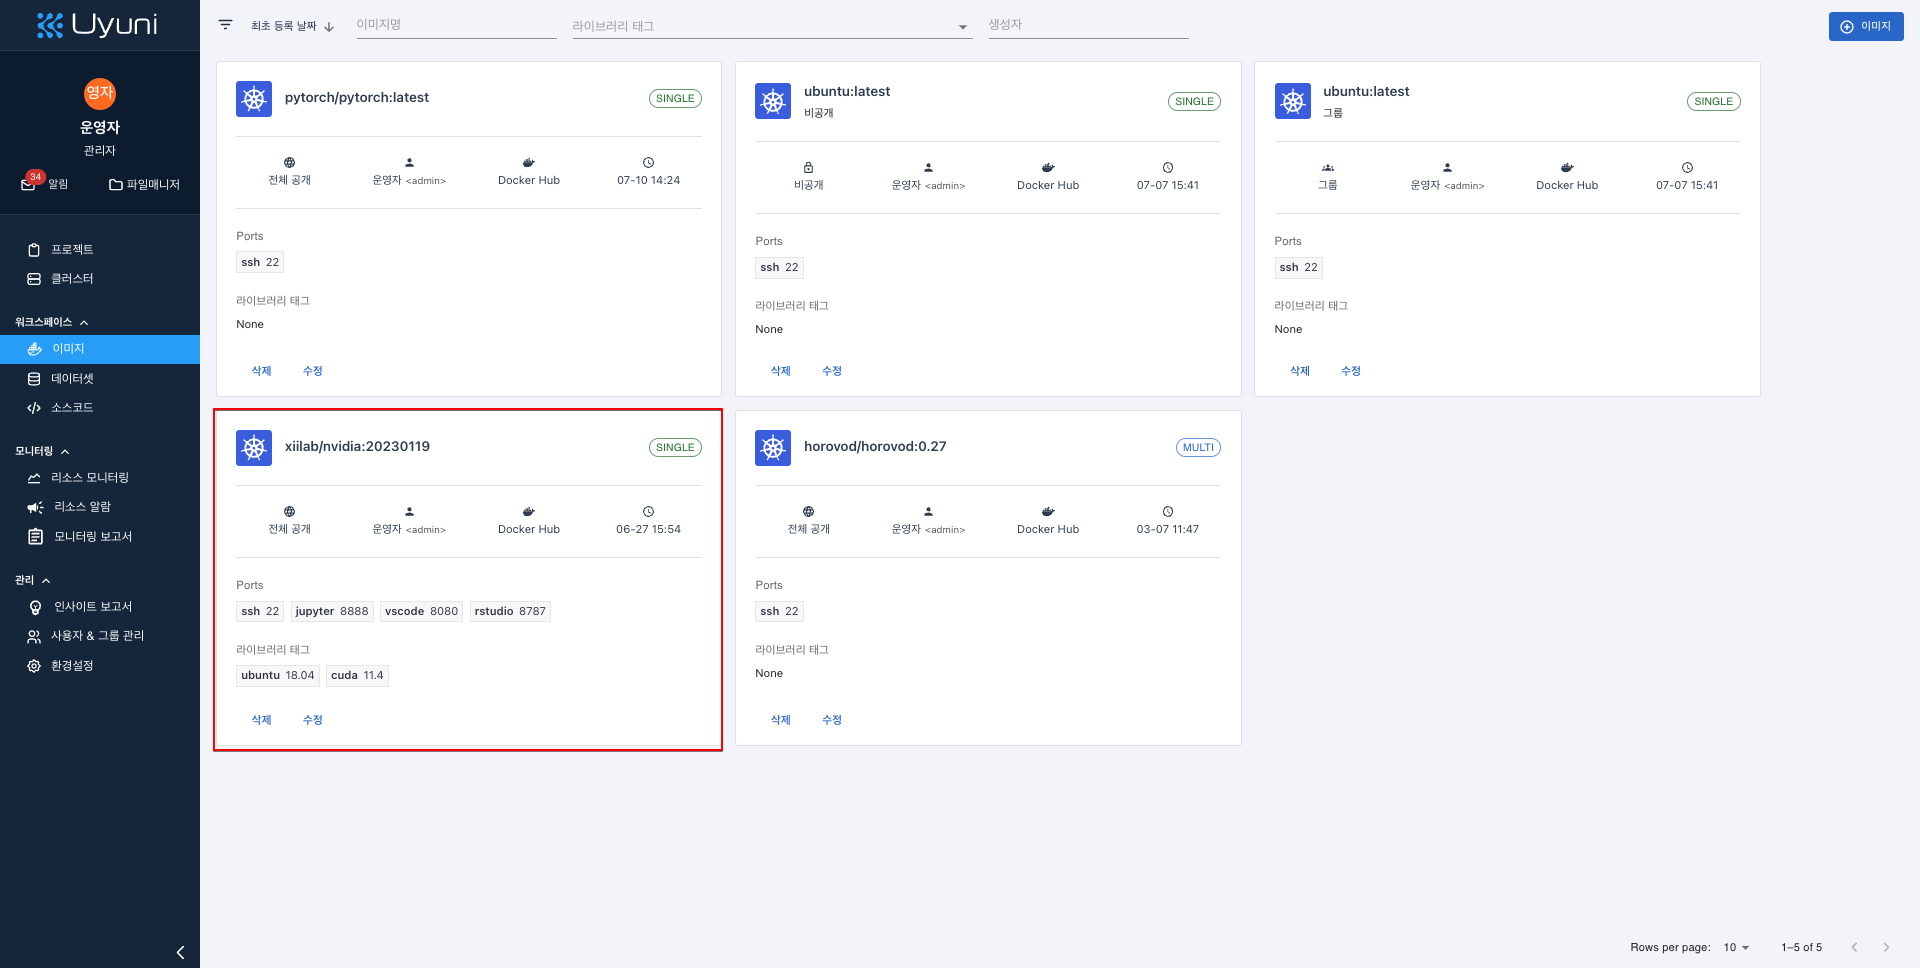 Uyuni
영자
운영자
관리자
34
알림
파일매니저
프로젝트
클러스터
워크스페이스
이미지
데이터셋
소스코드
모니터링
리소스 모니터링
리소스 알람
모니터링 보고서
관리
인사이트 보고서
사용자 & 그룹 관리
환경설정
최초 등록 날짜
이미지명
라이브러리 태그
생성자
이미지
pytorch/pytorch:latest
SINGLE
전체 공개
운영자 <admin>
Docker Hub
07-10 14:24
Ports
ssh 22
라이브러리 태그
None
삭제
수정
ubuntu:latest
비공개
SINGLE
비공개
운영자 <admin>
Docker Hub
07-07 15:41
Ports
ssh 22
라이브러리 태그
None
삭제
수정
ubuntu:latest
그룹
SINGLE
그룹
운영자 <admin>
Docker Hub
07-07 15:41
Ports
ssh 22
라이브러리 태그
None
삭제
수정
xiilab/nvidia:20230119
SINGLE
전체 공개
운영자 <admin>
Docker Hub
06-27 15:54
Ports
ssh 22 jupyter 8888 vscode 8080 rstudio 8787
라이브러리 태그
ubuntu 18.04 cuda 11.4
삭제
수정
horovod/horovod:0.27
MULTI
전체 공개
운영자 <admin>
Docker Hub
03-07 11:47
Ports
ssh 22
라이브러리 태그
None
삭제
수정
Rows per page: 10 1–5 of 5